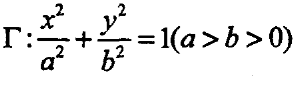 Γ: x²/a² + y²/b² = 1(a > b > 0)